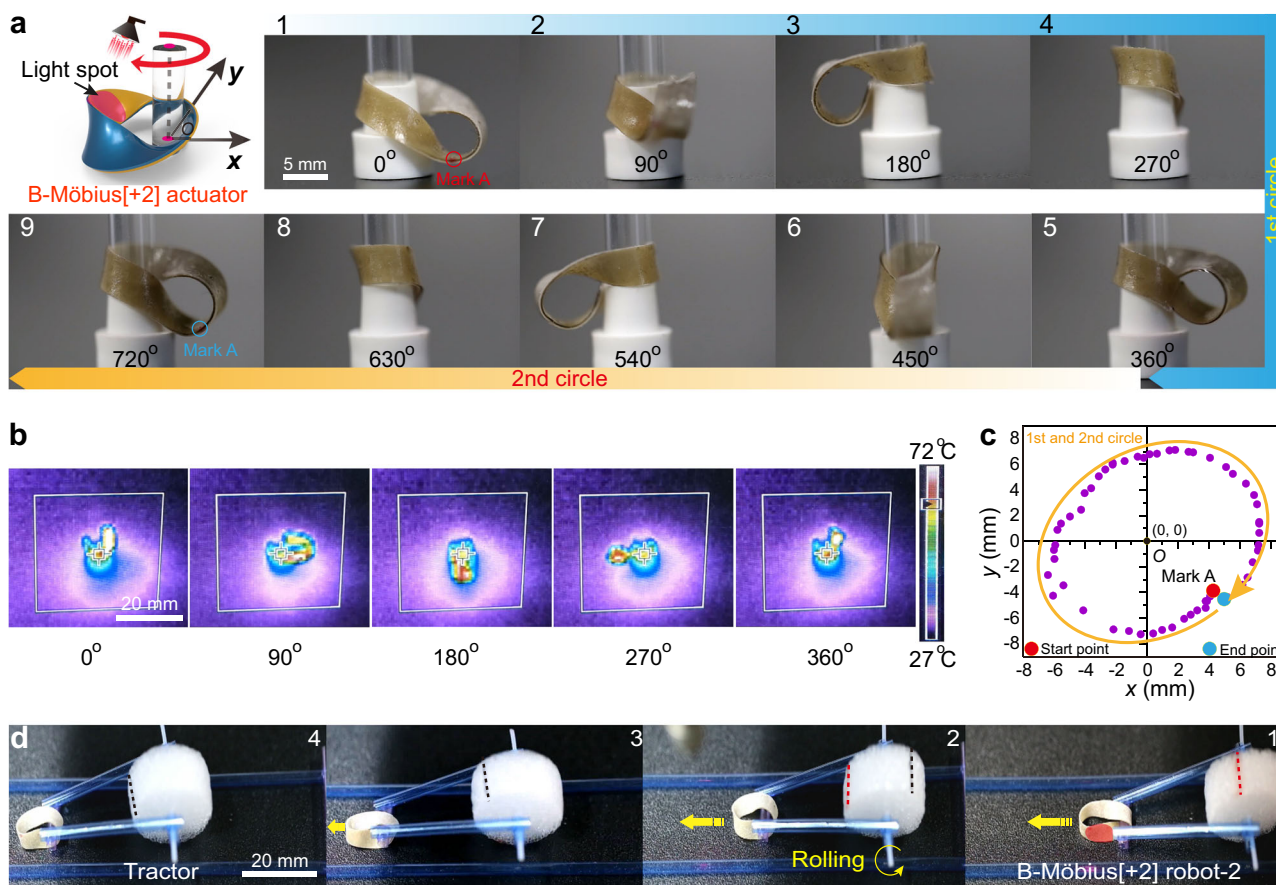 a
Light spot
y
O
x
B-Möbius[+2] actuator
1
0°
5 mm
Mark A
2
90°
3
180°
4
270°
1st circle
9
720°
Mark A
8
630°
7
540°
6
450°
5
360°
2nd circle
b
20 mm
0°
90°
180°
270°
360°
72°C
27°C
c
1st and 2nd circle
8
6
4
2
0
-2
-4
-6
-8
y (mm)
(0, 0)
O
Mark A
Start point
End point
-8 -6 -4 -2 0 2 4 6 8
x (mm)
d
4
Tractor
20 mm
3
2
Rolling
1
B-Möbius[+2] robot-2